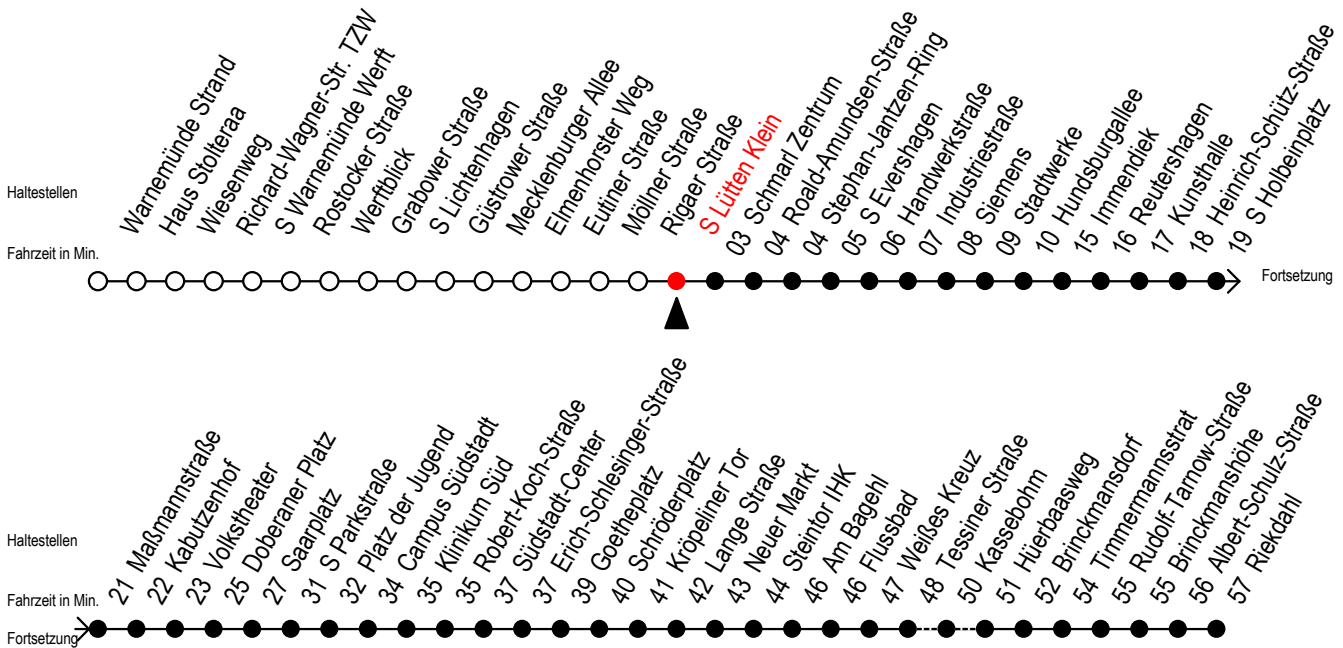 Haltestellen
Warnemünde Strand
Haus Stolteraa
Wiesenweg
Richard-Wagner-Str. TZW
S Warnemünde Werft
Rostocker Straße
Werftblick
Grabower Straße
S Lichtenhagen
Güstrower Straße
Mecklenburger Allee
Elmenhorster Weg
Eutiner Straße
Möllner Straße
Rigaer Straße
S Lütten Klein
Fahrzeit in Min.
03 Schmarl Zentrum
04 Roald-Amundsen-Straße
04 Stephan-Jantzen-Ring
05 S Evershagen
06 Handwerkstraße
07 Industriestraße
08 Siemens
09 Stadtwerke
10 Hundsburgallee
15 Immendiek
16 Reutershagen
17 Kunsthalle
18 Heinrich-Schütz-Straße
19 S Holbeinplatz
Fortsetzung
Haltestellen
Fahrzeit in Min.
Fortsetzung
21 Maßmannstraße
22 Kabutzenhof
23 Volkstheater
25 Doberaner Platz
27 Saarplatz
31 S Parkstraße
32 Platz der Jugend
34 Campus Südstadt
35 Klinikum Süd
35 Robert-Koch-Straße
37 Südstadt-Center
37 Erich-Schlesinger-Straße
39 Goetheplatz
40 Schröderplatz
41 Kröpeliner Tor
42 Lange Straße
43 Neuer Markt
44 Steintor IHK
46 Am Bagehl
46 Flussbad
47 Weißes Kreuz
48 Tessiner Straße
50 Kassebohm
51 Hüerbaasweg
52 Brinckmansdorf
54 Timmermannsstrat
55 Rudolf-Tarnow-Straße
55 Brinckmanshöhe
56 Albert-Schulz-Straße
57 Riekdahl